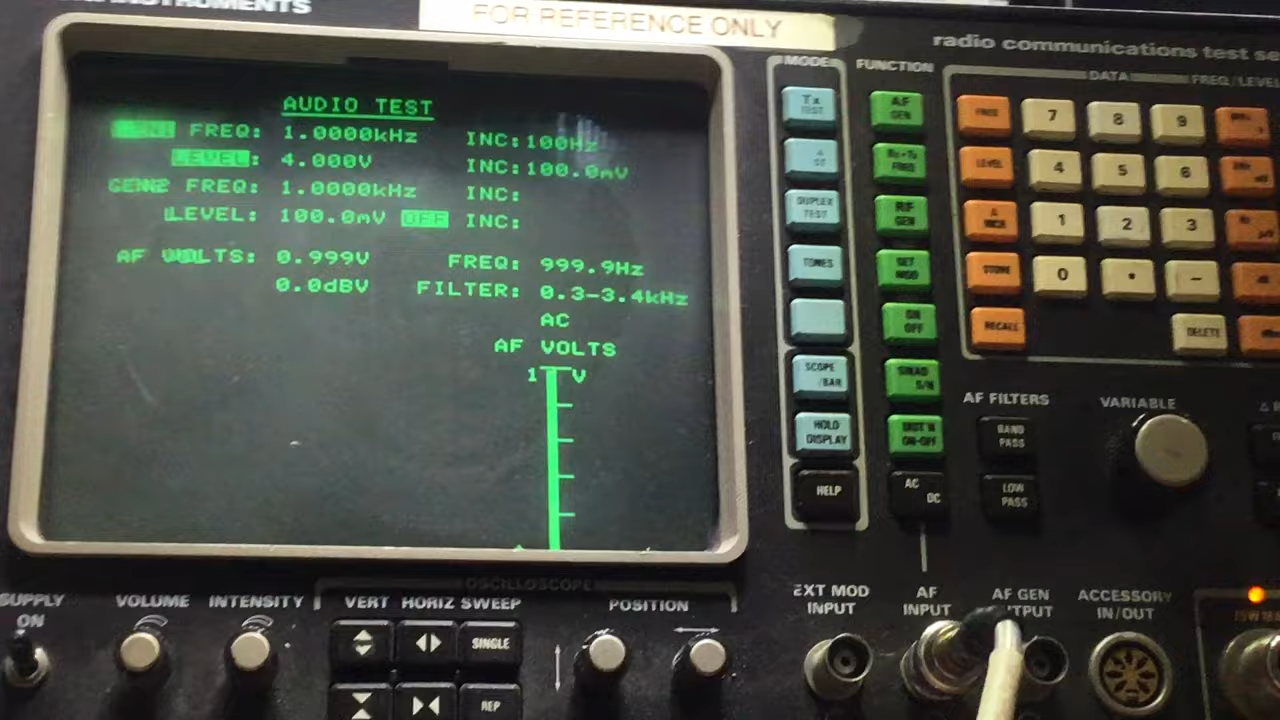 INSTRUMENTS
FOR REFERENCE ONLY
radio communications test se
AUDIO TEST
FREQ: 1.0000kHz INC:100Hz
LEVEL: 4.000V INC:100.0mV
GEN2 FREQ: 1.0000kHz INC:
LEVEL: 100.0mV OFF INC:
AF VOLTS: 0.999V FREQ: 999.9Hz
0.0dBV FILTER: 0.3-3.4kHz
AC
AF VOLTS
1 V
MODE FUNCTION DATA FREQ/LEVEL
Tx TEST AF GEN FREQ 7 8 9
Rx=Tx FREQ LEVEL 4 5 6
DUPLEX TEST RF GEN 1 2 3
TONES SET MOD STORE 0 • −
ON OFF RECALL DELETE
SCOPE /BAR SINAD S/N
AF FILTERS VARIABLE
HOLD DISPLAY DIST'N ON-OFF BAND PASS
HELP AC DC LOW PASS
OSCILLOSCOPE
SUPPLY ON VOLUME INTENSITY VERT HORIZ SWEEP POSITION
SINGLE
REP
EXT MOD INPUT AF INPUT AF GEN ACCESSORY IN/OUT